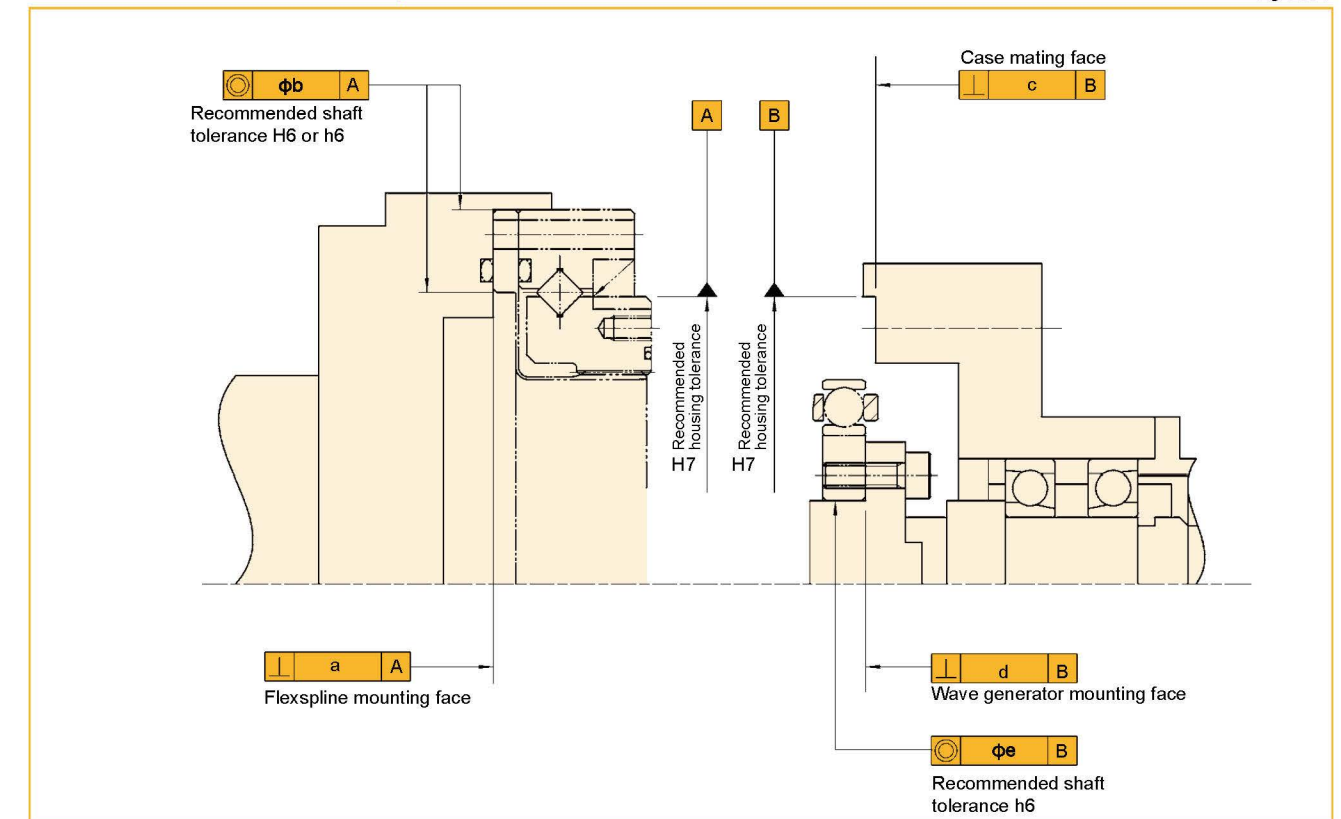 Case mating face
⊥ c B
◎ ϕb A
Recommended shaft
tolerance H6 or h6
A
B
Recommended
housing tolerance
H7
Recommended
housing tolerance
H7
⊥ a A
Flexspline mounting face
⊥ d B
Wave generator mounting face
◎ ϕe B
Recommended shaft
tolerance h6